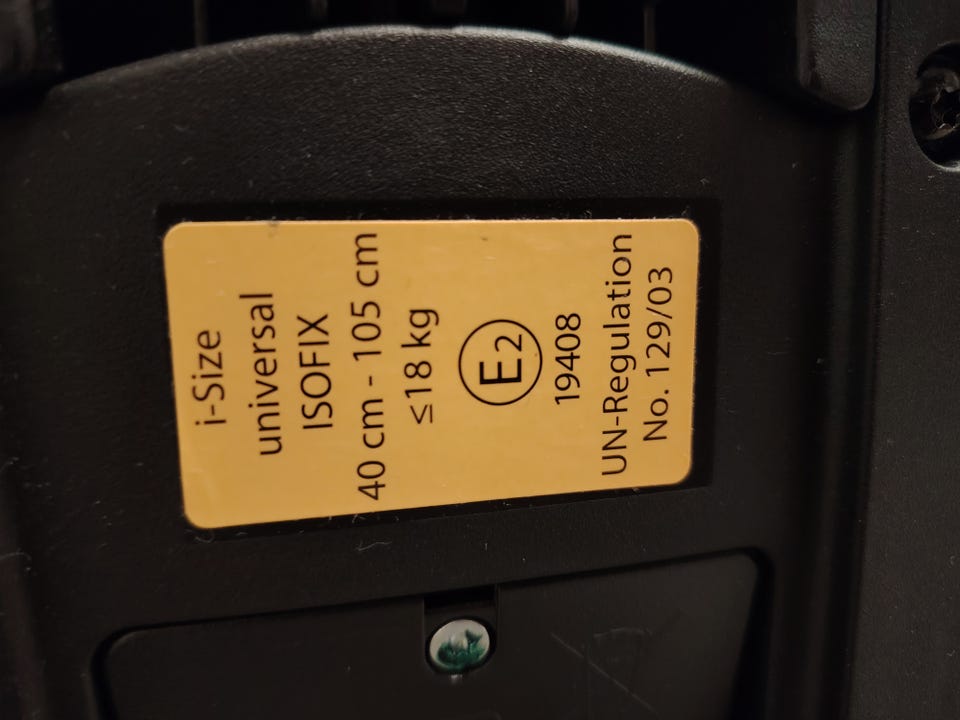 i-Size
universal
ISOFIX
40 cm - 105 cm
≤18 kg
E2
19408
UN-Regulation
No. 129/03